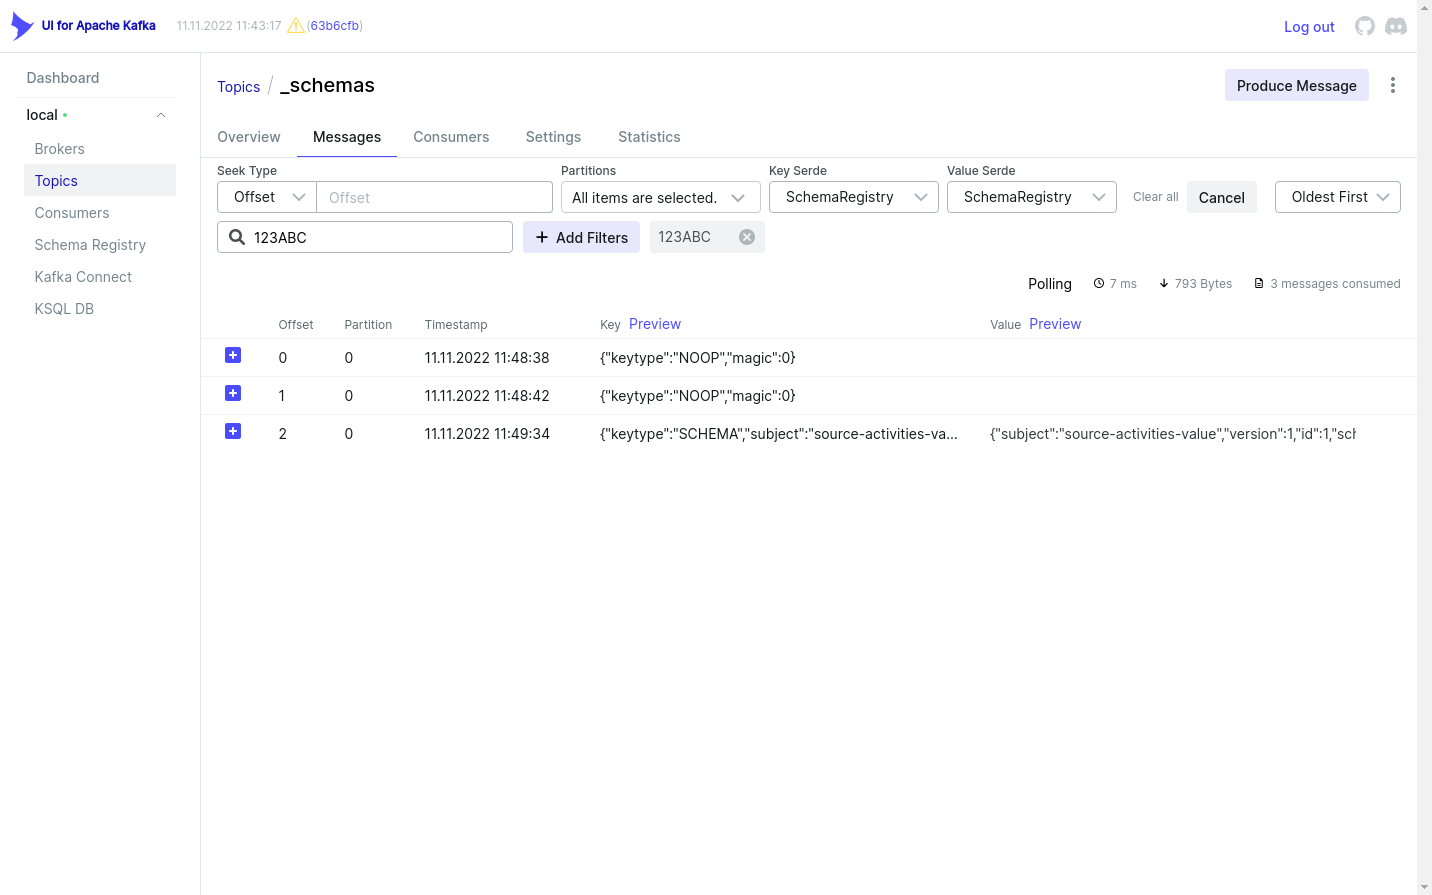 UI for Apache Kafka 11.11.2022 11:43:17 (63b6cfb) Log out
Dashboard
local
Brokers
Topics
Consumers
Schema Registry
Kafka Connect
KSQL DB
Topics / _schemas
Produce Message
Overview Messages Consumers Settings Statistics
Seek Type Partitions Key Serde Value Serde
Offset Offset All items are selected. SchemaRegistry SchemaRegistry Clear all Cancel Oldest First
123ABC Add Filters 123ABC
Polling 7 ms 793 Bytes 3 messages consumed
Offset Partition Timestamp Key Preview Value Preview
0 0 11.11.2022 11:48:38 {"keytype":"NOOP","magic":0}
1 0 11.11.2022 11:48:42 {"keytype":"NOOP","magic":0}
2 0 11.11.2022 11:49:34 {"keytype":"SCHEMA","subject":"source-activities-va... {"subject":"source-activities-value","version":1,"id":1,"sch